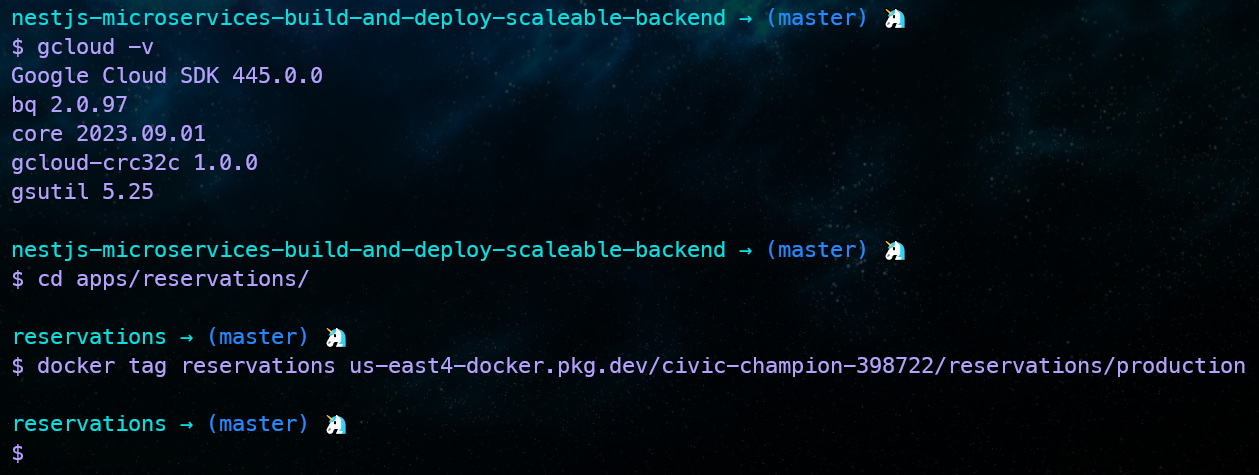 nestjs-microservices-build-and-deploy-scaleable-backend → (master) 🦄
$ gcloud -v
Google Cloud SDK 445.0.0
bq 2.0.97
core 2023.09.01
gcloud-crc32c 1.0.0
gsutil 5.25
nestjs-microservices-build-and-deploy-scaleable-backend → (master) 🦄
$ cd apps/reservations/
reservations → (master) 🦄
$ docker tag reservations us-east4-docker.pkg.dev/civic-champion-398722/reservations/production
reservations → (master) 🦄
$